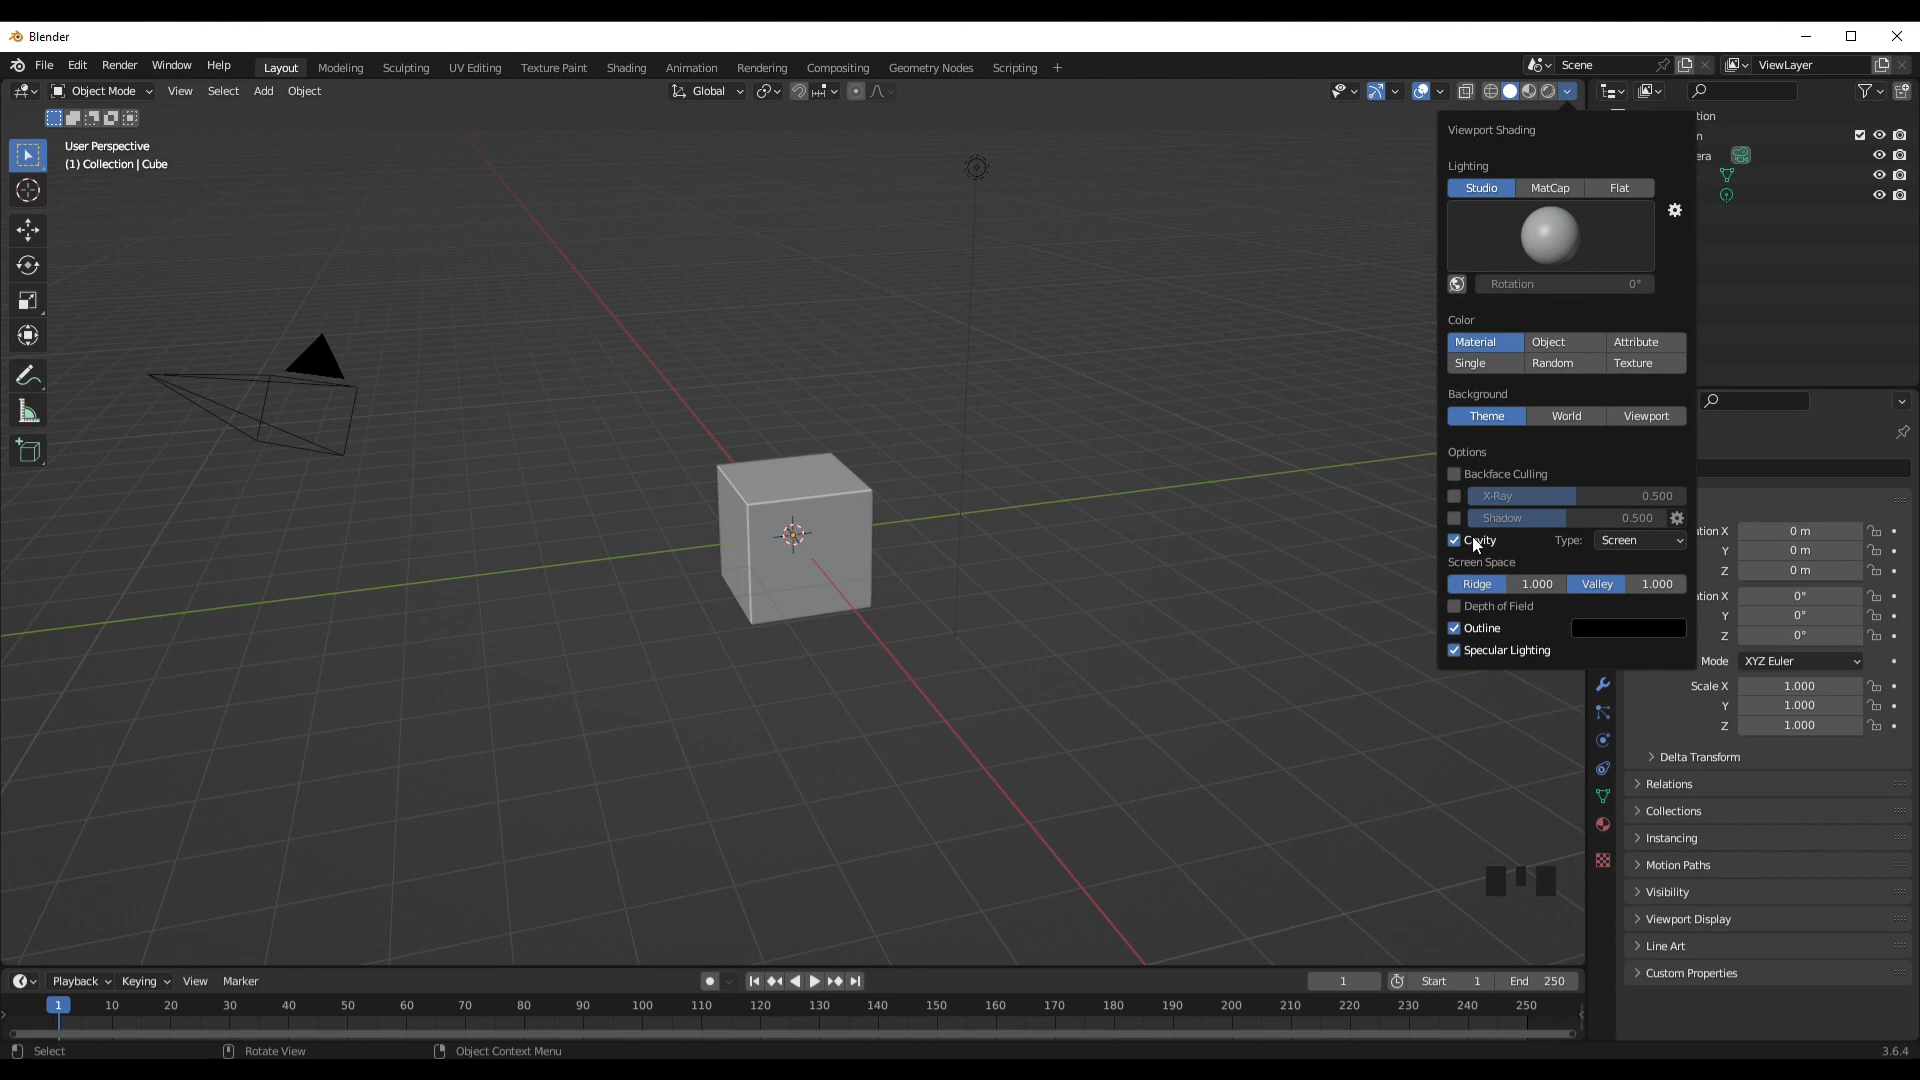 Blender
File Edit Render Window Help Layout Modeling Sculpting UV Editing Texture Paint Shading Animation Rendering Compositing Geometry Nodes Scripting + Scene ViewLayer
Object Mode View Select Add Object Global
User Perspective
(1) Collection | Cube
Viewport Shading
Lighting
Studio MatCap Flat
Rotation 0°
Color
Material Object Attribute
Single Random Texture
Background
Theme World Viewport
Options
Backface Culling
X-Ray 0.500
Shadow 0.500
Cavity Type: Screen
Screen Space
Ridge 1.000 Valley 1.000
Depth of Field
Outline
Specular Lighting
tion
n
era
ation X 0 m
Y 0 m
Z 0 m
ation X 0°
Y 0°
Z 0°
Mode XYZ Euler
Scale X 1.000
Y 1.000
Z 1.000
Delta Transform
Relations
Collections
Instancing
Motion Paths
Visibility
Viewport Display
Line Art
Custom Properties
Playback Keying View Marker 1 Start 1 End 250
1 10 20 30 40 50 60 70 80 90 100 110 120 130 140 150 160 170 180 190 200 210 220 230 240 250
Select Rotate View Object Context Menu 3.6.4